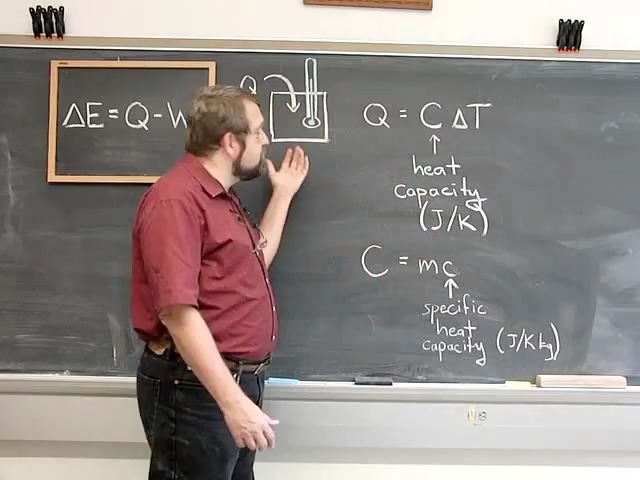 ΔE = Q - W
Q
Q = C ΔT
↑
heat
capacity
(J/K)
C = mc
↑
specific
heat
capacity (J/K kg)